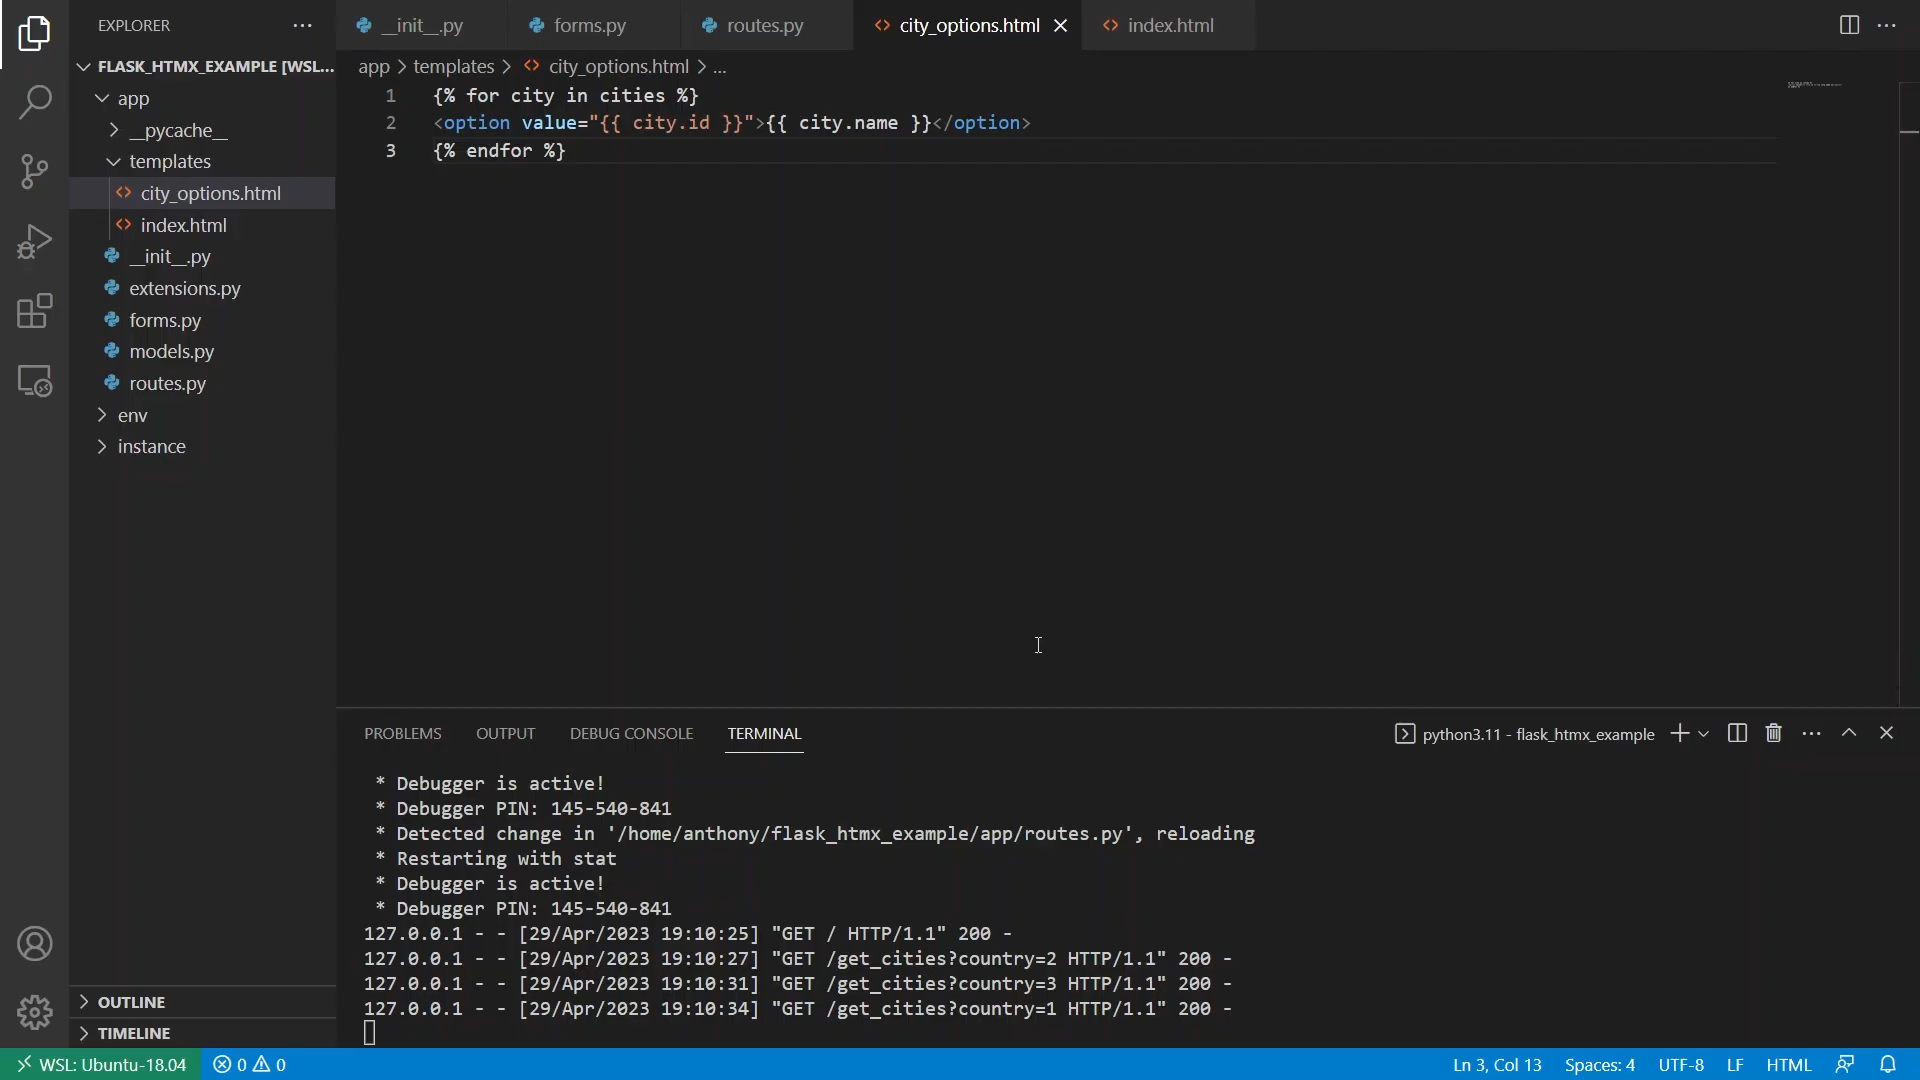 EXPLORER
FLASK_HTMX_EXAMPLE [WSL...
app
__pycache__
templates
city_options.html
index.html
__init__.py
extensions.py
forms.py
models.py
routes.py
env
instance
OUTLINE
TIMELINE
__init__.py forms.py routes.py city_options.html index.html
app > templates > city_options.html > ...
1 {% for city in cities %}
2 <option value="{{ city.id }}">{{ city.name }}</option>
3 {% endfor %}
PROBLEMS OUTPUT DEBUG CONSOLE TERMINAL python3.11 - flask_htmx_example
* Debugger is active!
* Debugger PIN: 145-540-841
* Detected change in '/home/anthony/flask_htmx_example/app/routes.py', reloading
* Restarting with stat
* Debugger is active!
* Debugger PIN: 145-540-841
127.0.0.1 - - [29/Apr/2023 19:10:25] "GET / HTTP/1.1" 200 -
127.0.0.1 - - [29/Apr/2023 19:10:27] "GET /get_cities?country=2 HTTP/1.1" 200 -
127.0.0.1 - - [29/Apr/2023 19:10:31] "GET /get_cities?country=3 HTTP/1.1" 200 -
127.0.0.1 - - [29/Apr/2023 19:10:34] "GET /get_cities?country=1 HTTP/1.1" 200 -
WSL: Ubuntu-18.04 0 0 Ln 3, Col 13 Spaces: 4 UTF-8 LF HTML